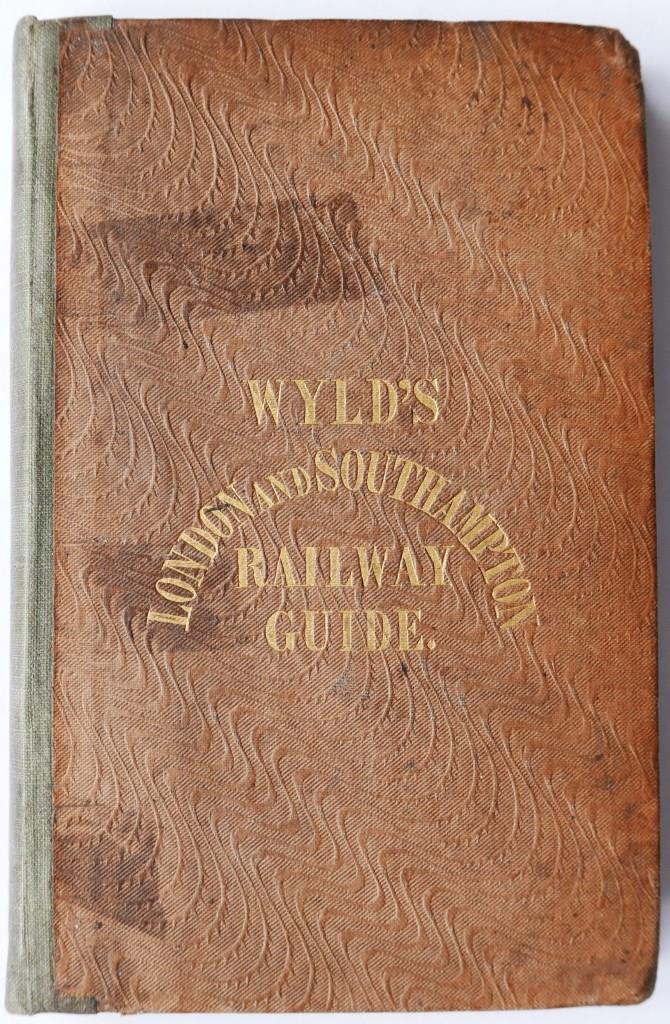 WYLD'S
LONDON AND SOUTHAMPTON
RAILWAY
GUIDE.